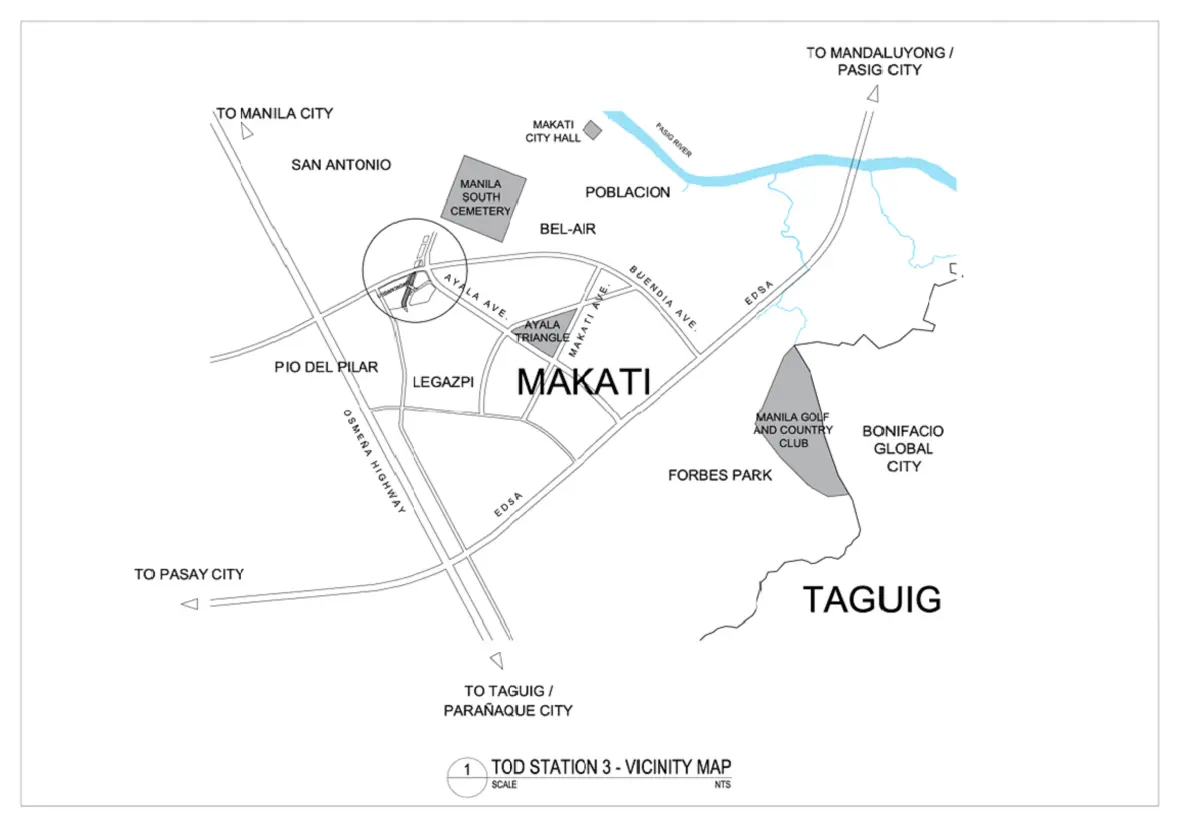 TO MANDALUYONG /
PASIG CITY
TO MANILA CITY
MAKATI
CITY HALL
PASIG RIVER
SAN ANTONIO
MANILA
SOUTH
CEMETERY
POBLACION
BEL-AIR
AYALA AVE.
BUENDIA AVE.
MAKATI AVE.
EDSA
AYALA
TRIANGLE
PIO DEL PILAR
LEGAZPI
MAKATI
OSMEÑA HIGHWAY
MANILA GOLF
AND COUNTRY
CLUB
BONIFACIO
GLOBAL
CITY
FORBES PARK
EDSA
TO PASAY CITY
TAGUIG
TO TAGUIG /
PARAÑAQUE CITY
1
TOD STATION 3 - VICINITY MAP
SCALE
NTS